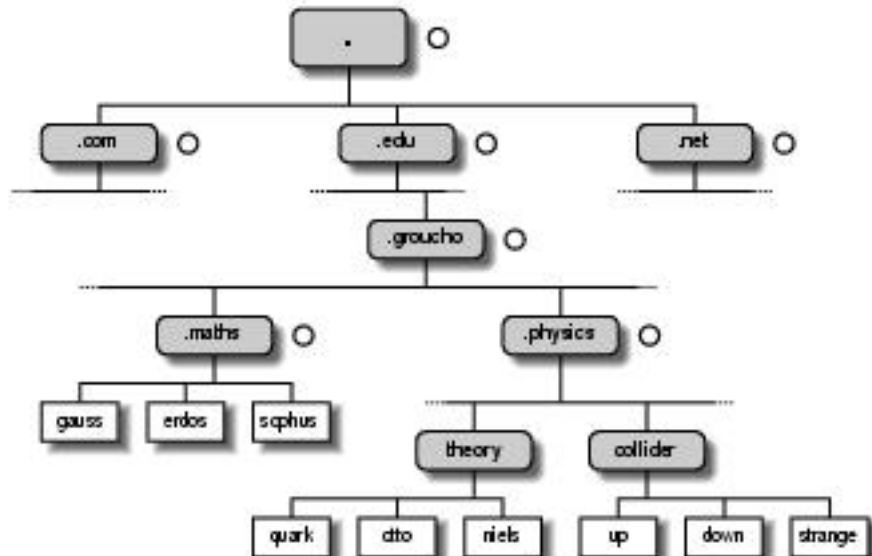 .
.com .edu .net
.groucho
.maths .physics
gauss erdos sophus
theory collider
quark otto niels up down strange